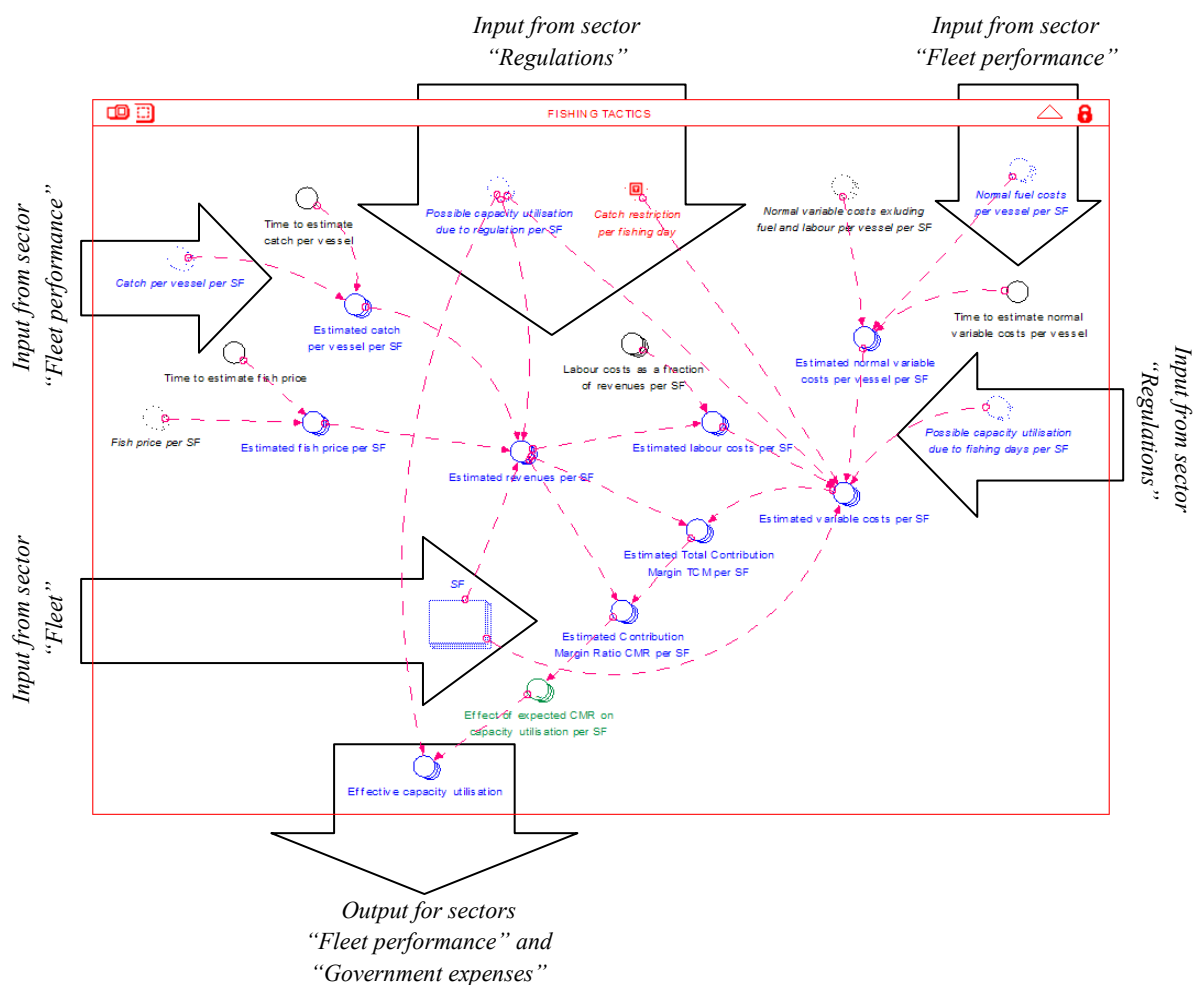 Input from sector
“Regulations”
Input from sector
“Fleet performance”
FISHING TACTICS
Input from sector
“Fleet performance”
Time to estimate
catch per vessel
Possible capacity utilisation
due to regulation per SF
Catch restriction
per fishing day
Normal variable costs exluding
fuel and labour per vessel per SF
Normal fuel costs
per vessel per SF
Catch per vessel per SF
Estimated catch
per vessel per SF
Time to estimate normal
variable costs per vessel
Time to estimate fish price
Labour costs as a fraction
of revenues per SF
Estimated normal variable
costs per vessel per SF
Input from sector
“Regulations”
Fish price per SF
Estimated fish price per SF
Estimated revenues per SF
Estimated labour costs per SF
Possible capacity utilisation
due to fishing days per SF
Estimated variable costs per SF
Input from sector
“Fleet”
SF
Estimated Total Contribution
Margin TCM per SF
Estimated Contribution
Margin Ratio CMR per SF
Effect of expected CMR on
capacity utilisation per SF
Effective capacity utilisation
Output for sectors
“Fleet performance” and
“Government expenses”